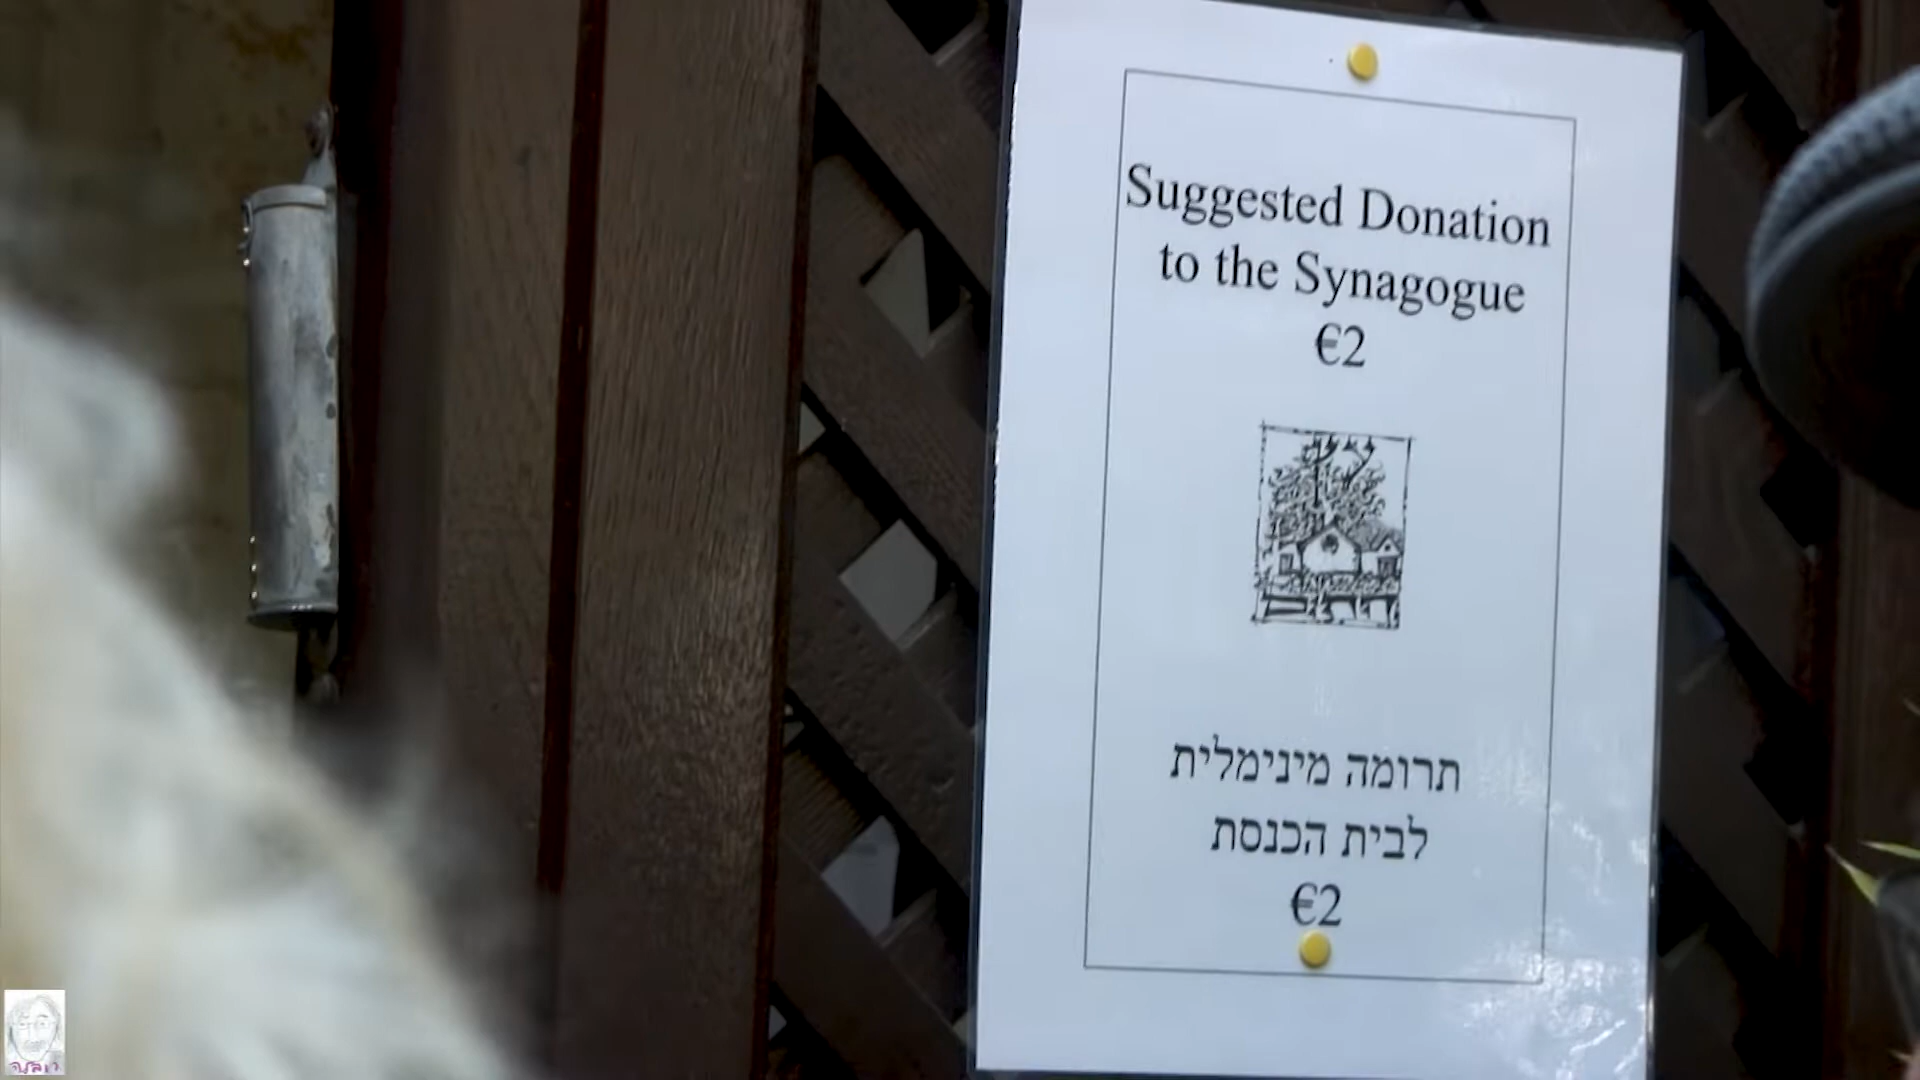 Suggested Donation
to the Synagogue
€2
תרומה מינימלית
לבית הכנסת
€2